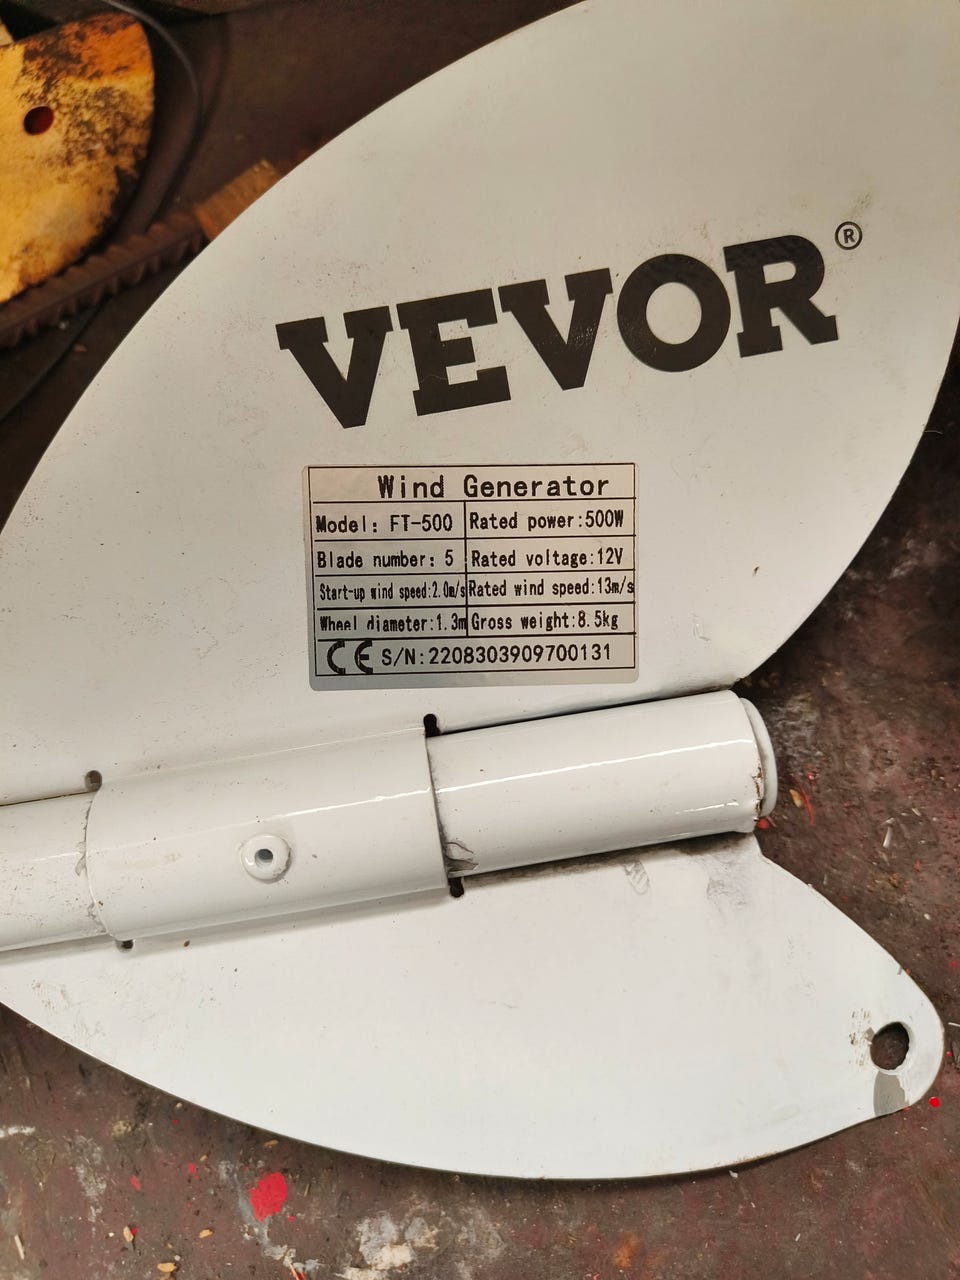 VEVOR®
Wind Generator
Model: FT-500 Rated power:500W
Blade number: 5 Rated voltage:12V
Start-up wind speed:2.0m/s Rated wind speed:13m/s
Wheel diameter:1.3m Gross weight:8.5kg
CE S/N:2208303909700131